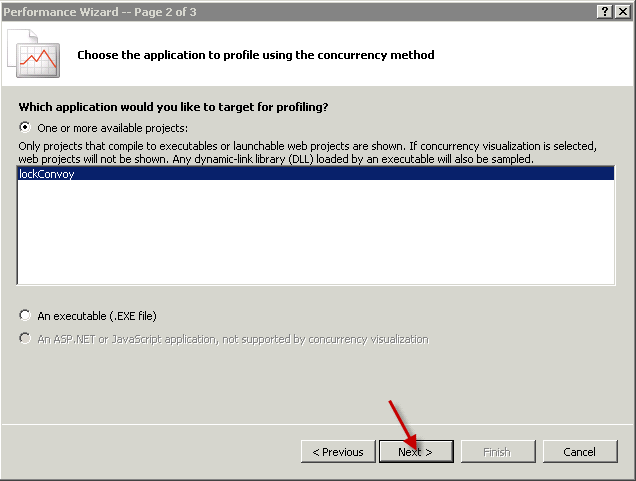 Performance Wizard -- Page 2 of 3
Choose the application to profile using the concurrency method
Which application would you like to target for profiling?
One or more available projects:
Only projects that compile to executables or launchable web projects are shown. If concurrency visualization is selected,
web projects will not be shown. Any dynamic-link library (DLL) loaded by an executable will also be sampled.
lockConvoy
An executable (.EXE file)
An ASP.NET or JavaScript application, not supported by concurrency visualization
< Previous
Next >
Finish
Cancel